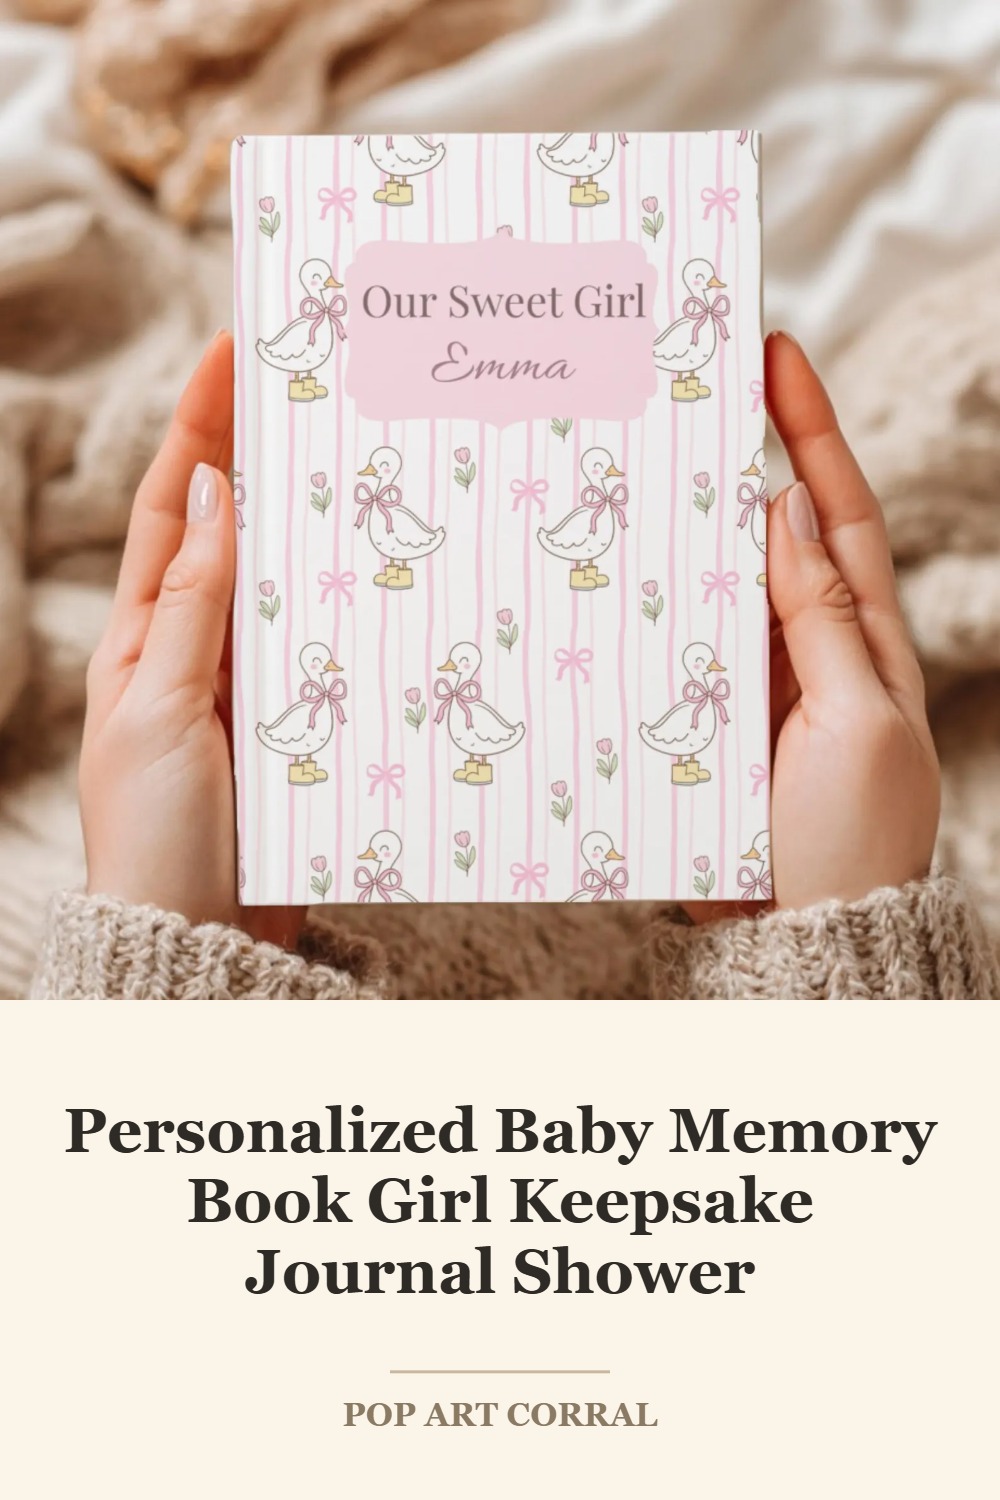 Our Sweet Girl
Emma
Personalized Baby Memory
Book Girl Keepsake
Journal Shower
POP ART CORRAL